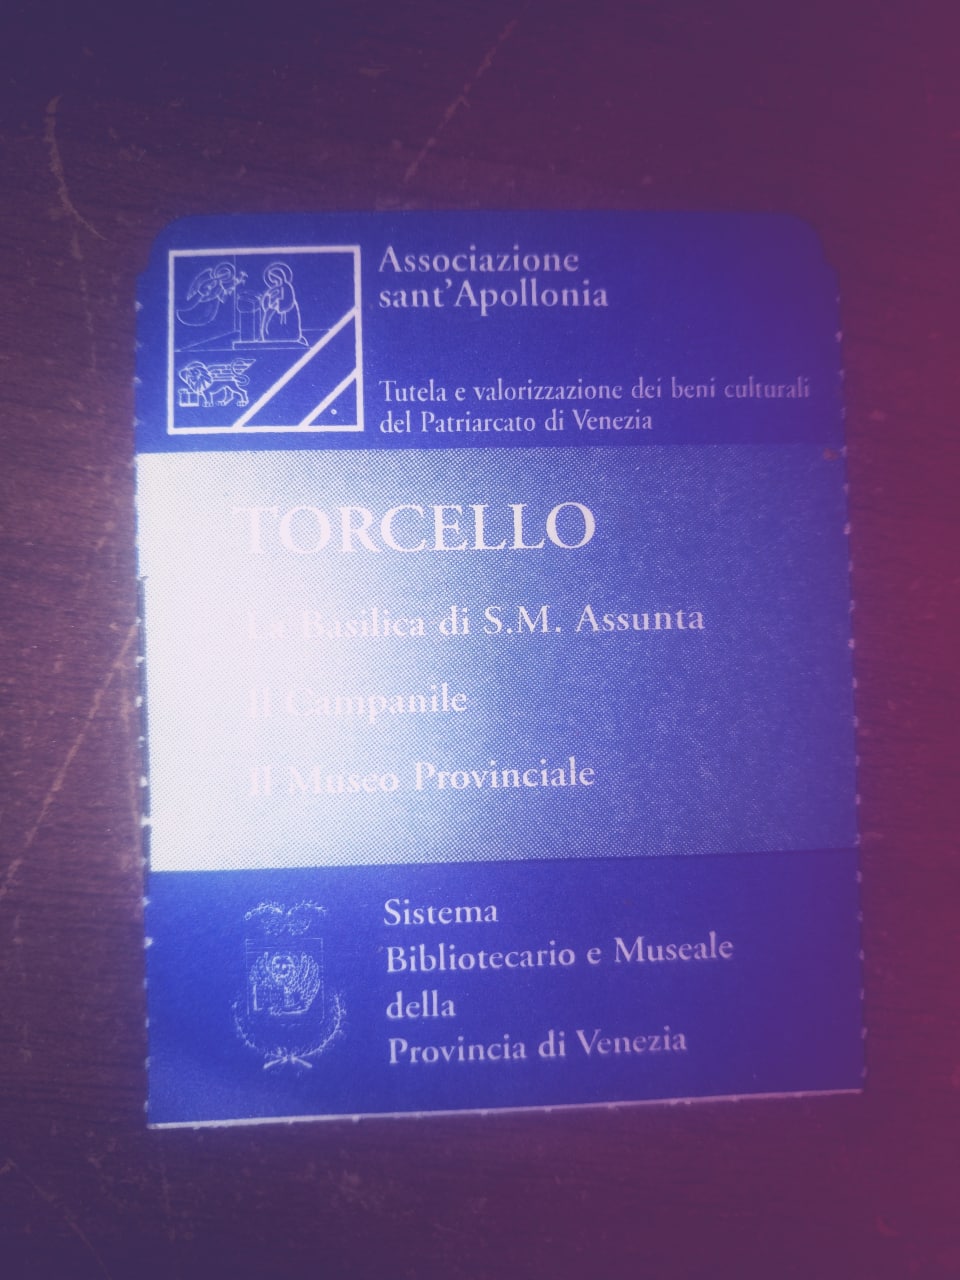 Associazione
sant'Apollonia
Tutela e valorizzazione dei beni culturali
del Patriarcato di Venezia
TORCELLO
La Basilica di S.M. Assunta
Il Campanile
Il Museo Provinciale
Sistema
Bibliotecario e Museale
della
Provincia di Venezia